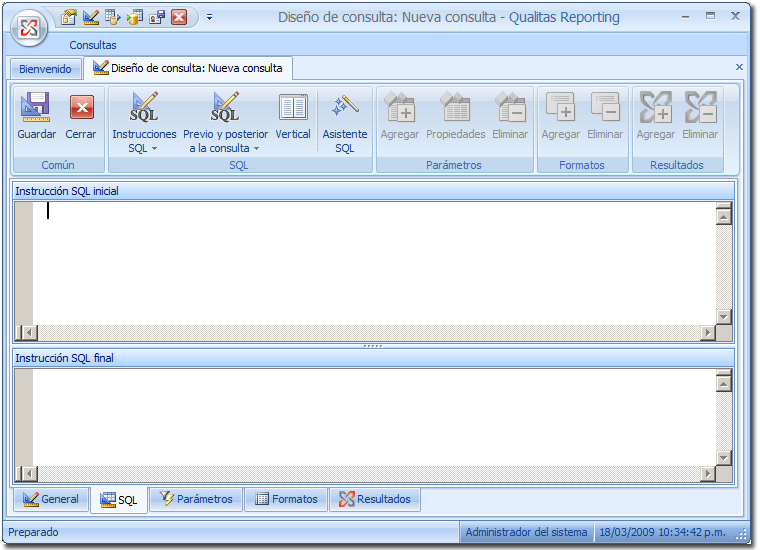 Diseño de consulta: Nueva consulta - Qualitas Reporting
Consultas
Bienvenido
Diseño de consulta: Nueva consulta
Guardar
Cerrar
Común
SQL
Instrucciones
SQL
SQL
Previo y posterior
a la consulta
Vertical
Asistente
SQL
SQL
Agregar
Propiedades
Eliminar
Parámetros
Agregar
Eliminar
Formatos
Agregar
Eliminar
Resultados
Instrucción SQL inicial
Instrucción SQL final
General
SQL
Parámetros
Formatos
Resultados
Preparado
Administrador del sistema
18/03/2009 10:34:42 p.m.